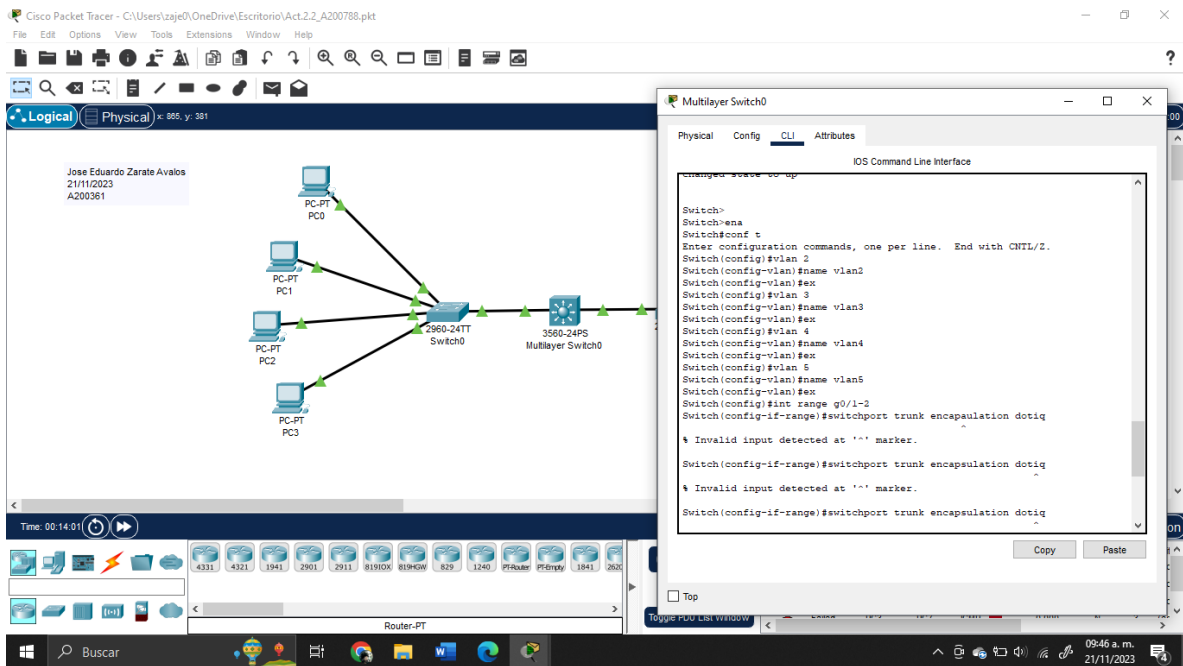 Cisco Packet Tracer - C:\Users\zaje0\OneDrive\Escritorio\Act.2.2_A200788.pkt
File Edit Options View Tools Extensions Window Help
?
Logical
Physical
x: 865, y: 381
Jose Eduardo Zarate Avalos
21/11/2023
A200361
PC-PT
PC0
PC-PT
PC1
PC-PT
PC2
PC-PT
PC3
2960-24TT
Switch0
3560-24PS
Multilayer Switch0
Multilayer Switch0
Physical Config CLI Attributes
IOS Command Line Interface
changed state to up
Switch>
Switch>ena
Switch#conf t
Enter configuration commands, one per line. End with CNTL/Z.
Switch(config)#vlan 2
Switch(config-vlan)#name vlan2
Switch(config-vlan)#ex
Switch(config)#vlan 3
Switch(config-vlan)#name vlan3
Switch(config-vlan)#ex
Switch(config)#vlan 4
Switch(config-vlan)#name vlan4
Switch(config-vlan)#ex
Switch(config)#vlan 5
Switch(config-vlan)#name vlan5
Switch(config-vlan)#ex
Switch(config)#int range g0/1-2
Switch(config-if-range)#switchport trunk encapaulation dotiq
^
% Invalid input detected at '^' marker.
Switch(config-if-range)#switchport trunk encapsulation dotiq
^
% Invalid input detected at '^' marker.
Switch(config-if-range)#switchport trunk encapsulation dotiq
^
Copy Paste
Top
Time: 00:14:01
4331 4321 1941 2901 2911 819IOX 819HGW 829 1240 PT-Router PT-Empty 1841
Router-PT
Toggle PDU List Window
Buscar
09:46 a. m.
21/11/2023